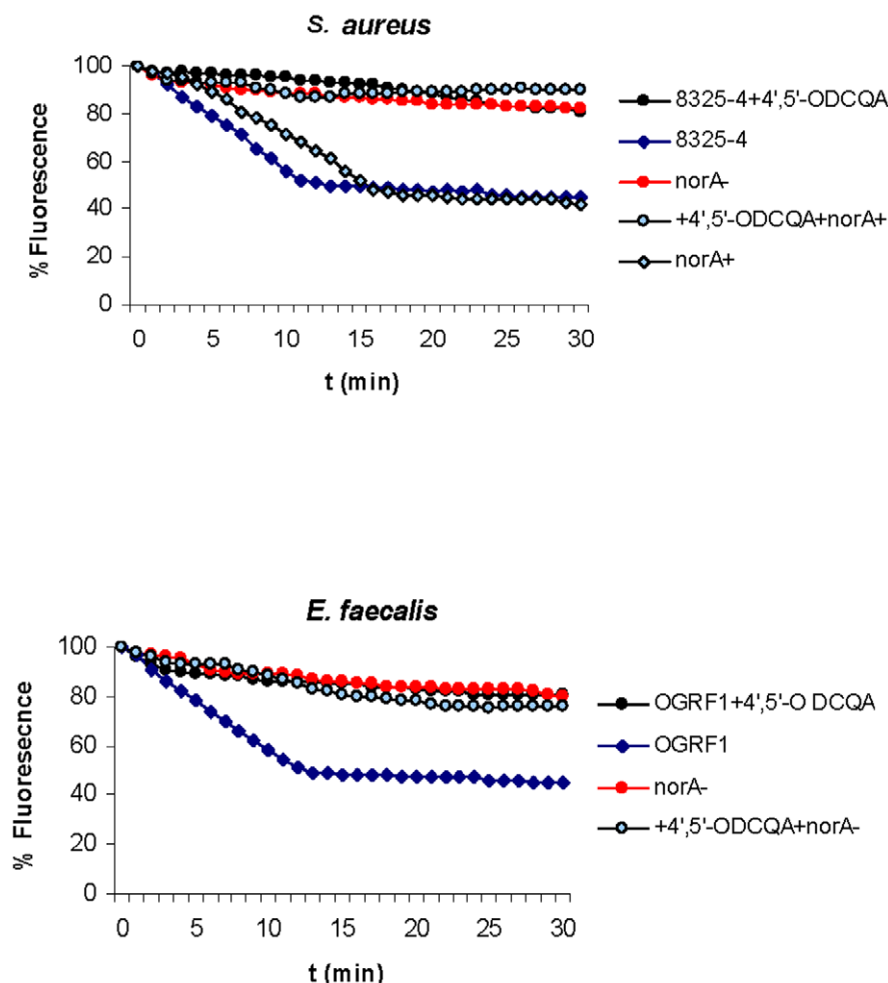 S. aureus
% Fluorescence
100
80
60
40
20
0
0 5 10 15 20 25 30
t (min)
8325-4+4',5'-ODCQA
8325-4
norA-
+4',5'-ODCQA+norA+
norA+
E. faecalis
% Fluoresecnce
100
80
60
40
20
0
0 5 10 15 20 25 30
t (min)
OGRF1+4',5'-O DCQA
OGRF1
norA-
+4',5'-ODCQA+norA-